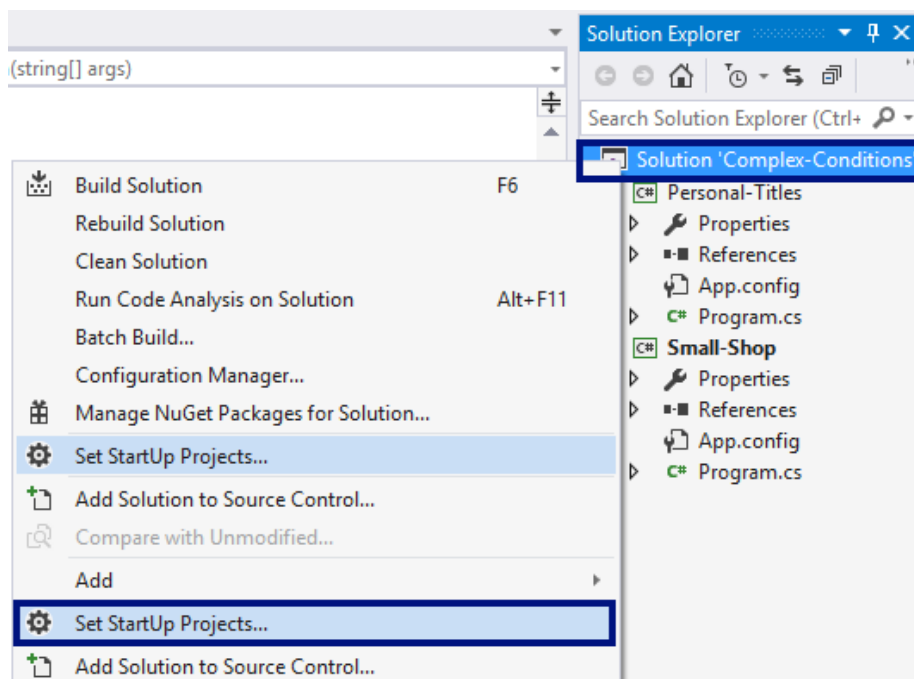 Solution Explorer
(string[] args)
Search Solution Explorer (Ctrl+
Solution 'Complex-Conditions'
Build Solution F6
C# Personal-Titles
Rebuild Solution
Properties
Clean Solution
References
Run Code Analysis on Solution Alt+F11
App.config
Batch Build...
C# Program.cs
Configuration Manager...
C# Small-Shop
Manage NuGet Packages for Solution...
Properties
References
Set StartUp Projects...
App.config
Add Solution to Source Control...
C# Program.cs
Compare with Unmodified...
Add
Set StartUp Projects...
Add Solution to Source Control...